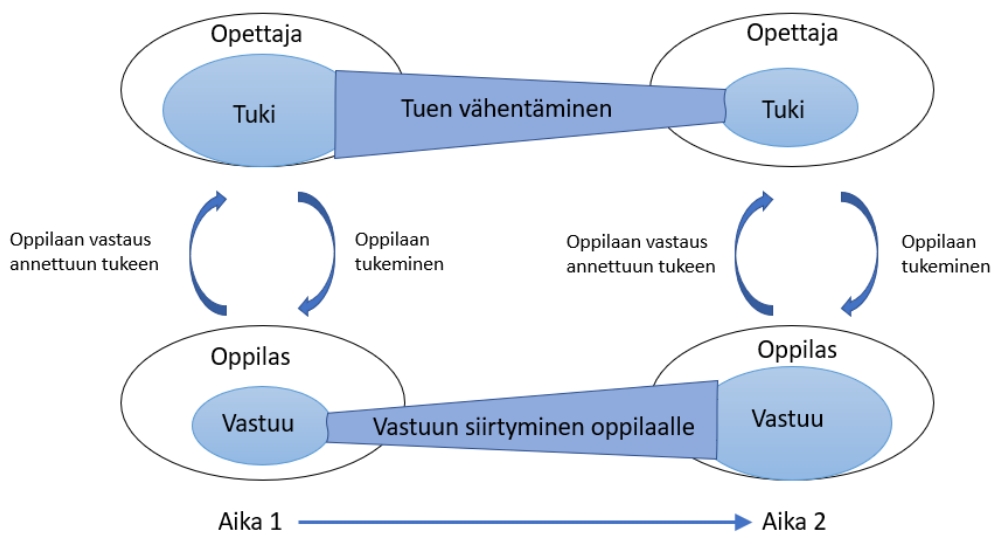 Opettaja
Opettaja
Tuki
Tuen vähentäminen
Tuki
Oppilaan vastaus
annettuun tukeen
Oppilaan
tukeminen
Oppilaan vastaus
annettuun tukeen
Oppilaan
tukeminen
Oppilas
Oppilas
Vastuu
Vastuun siirtyminen oppilaalle
Vastuu
Aika 1
Aika 2